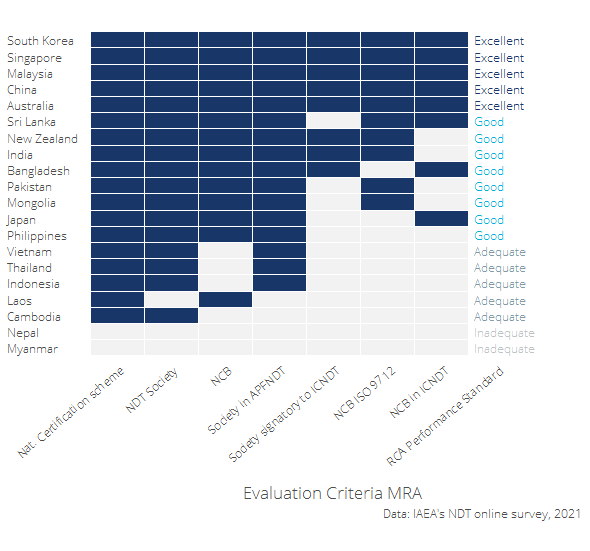 South Korea Excellent
Singapore Excellent
Malaysia Excellent
China Excellent
Australia Excellent
Sri Lanka Good
New Zealand Good
India Good
Bangladesh Good
Pakistan Good
Mongolia Good
Japan Good
Philippines Good
Vietnam Adequate
Thailand Adequate
Indonesia Adequate
Laos Adequate
Cambodia Adequate
Nepal Inadequate
Myanmar Inadequate
Nat. Certification scheme
NDT Society
NCB
Society in APFNDT
Society signatory to ICNDT
NCB ISO 9712
NCB in ICNDT
RCA Performance Standard
Evaluation Criteria MRA
Data: IAEA's NDT online survey, 2021